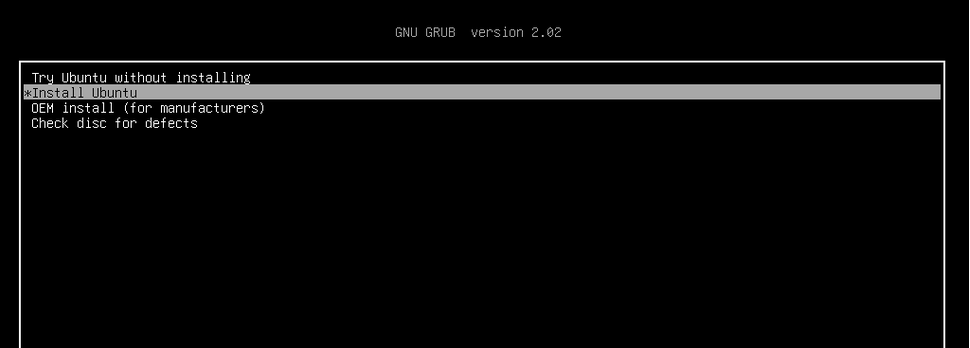 GNU GRUB  version 2.02
Try Ubuntu without installing
*Install Ubuntu
OEM install (for manufacturers)
Check disc for defects